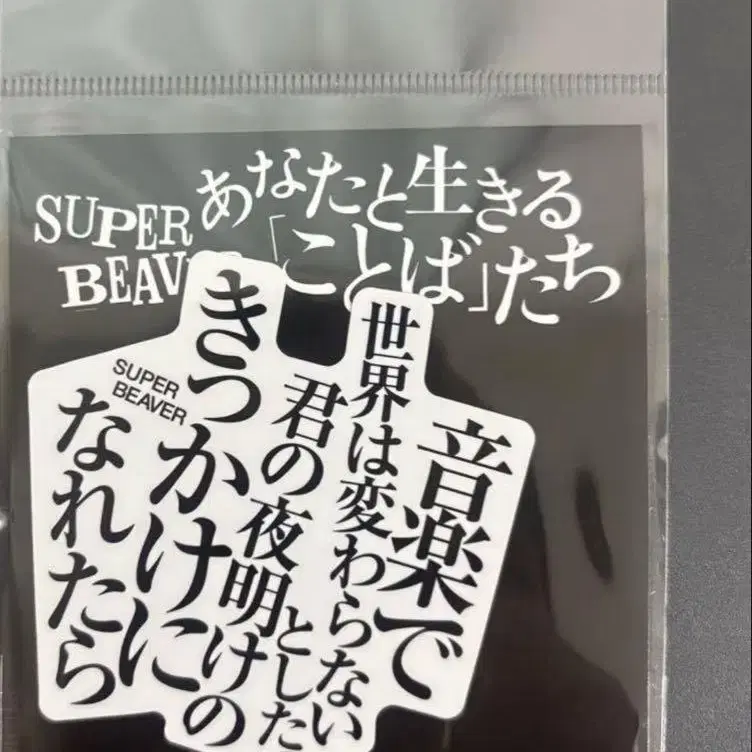 SUPER
BEAV
あなたと生きる
「ことば」たち
音楽で
世界は変わらない
とした
君の夜明けの
きっかけに
なれたら
SUPER
BEAVER